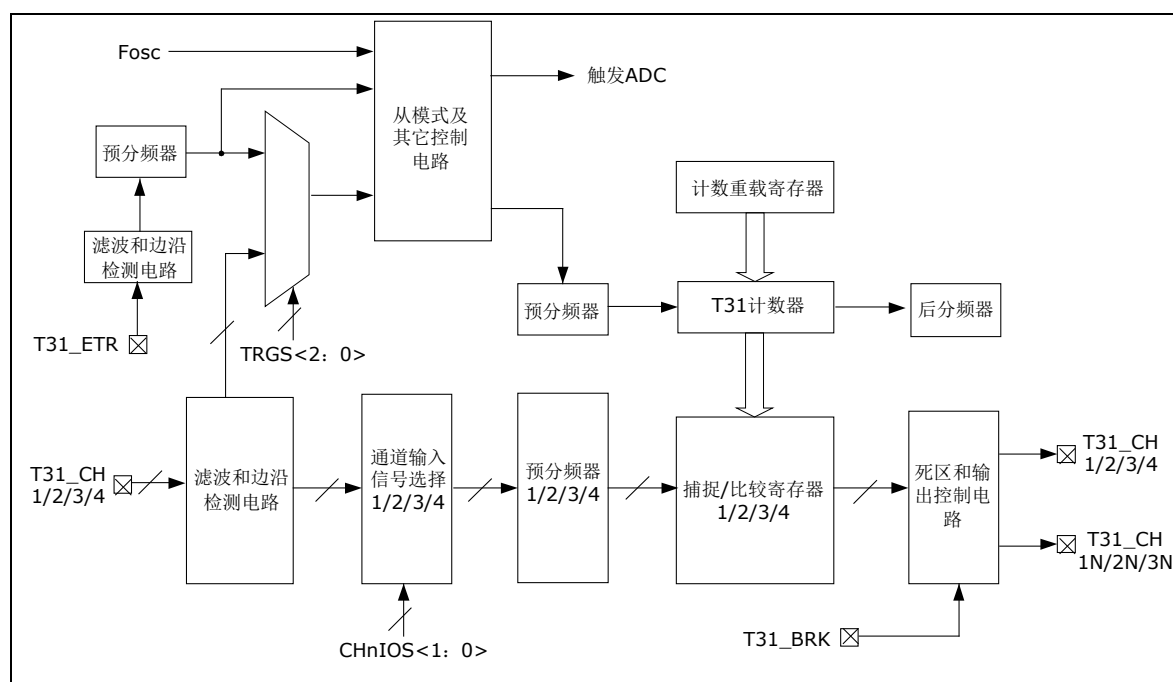 Fosc
触发ADC
从模式及
其它控制
电路
预分频器
计数重载寄存器
滤波和边沿
检测电路
预分频器
T31计数器
后分频器
T31_ETR
TRGS<2：0>
T31_CH
1/2/3/4
滤波和边沿
检测电路
通道输入
信号选择
1/2/3/4
预分频器
1/2/3/4
捕捉/比较寄存器
1/2/3/4
死区和输
出控制电
路
T31_CH
1/2/3/4
T31_CH
1N/2N/3N
CHnIOS<1：0>
T31_BRK